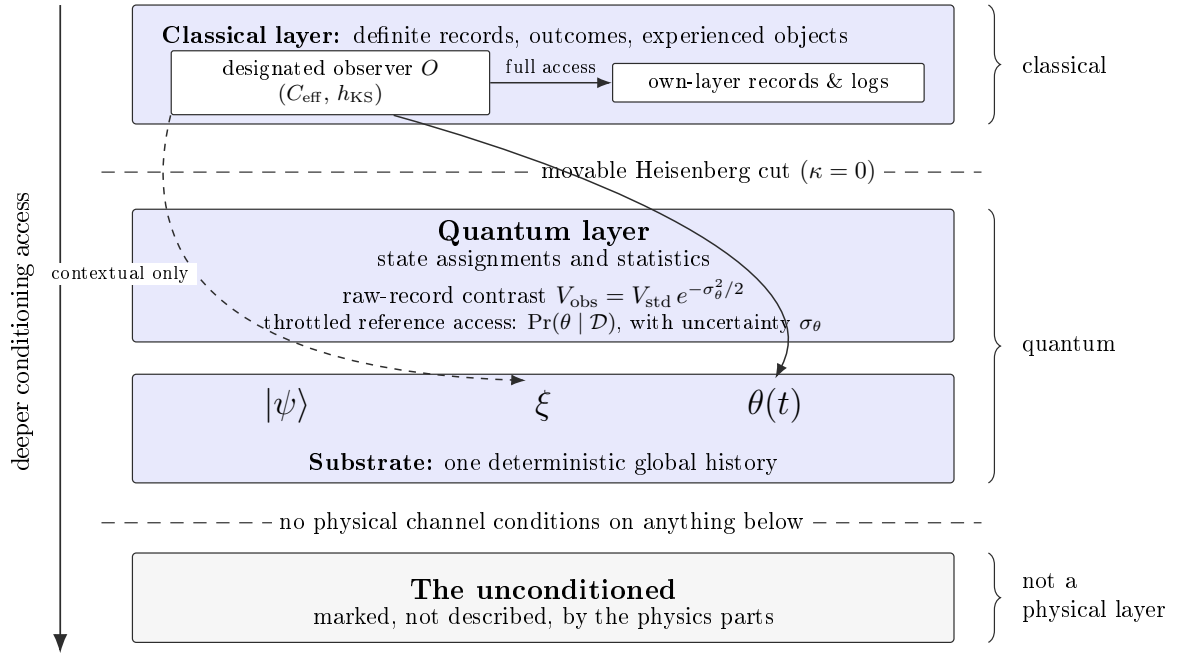 Classical layer: definite records, outcomes, experienced objects
designated observer O
(C_eff, h_KS)
full access
own-layer records & logs
classical
movable Heisenberg cut (κ = 0)
deeper conditioning access
Quantum layer
state assignments and statistics
contextual only
raw-record contrast V_obs = V_std e^{−σ_θ^2/2}
throttled reference access: Pr(θ | 𝒟), with uncertainty σ_θ
quantum
|ψ⟩
ξ
θ(t)
Substrate: one deterministic global history
no physical channel conditions on anything below
The unconditioned
marked, not described, by the physics parts
not a
physical layer